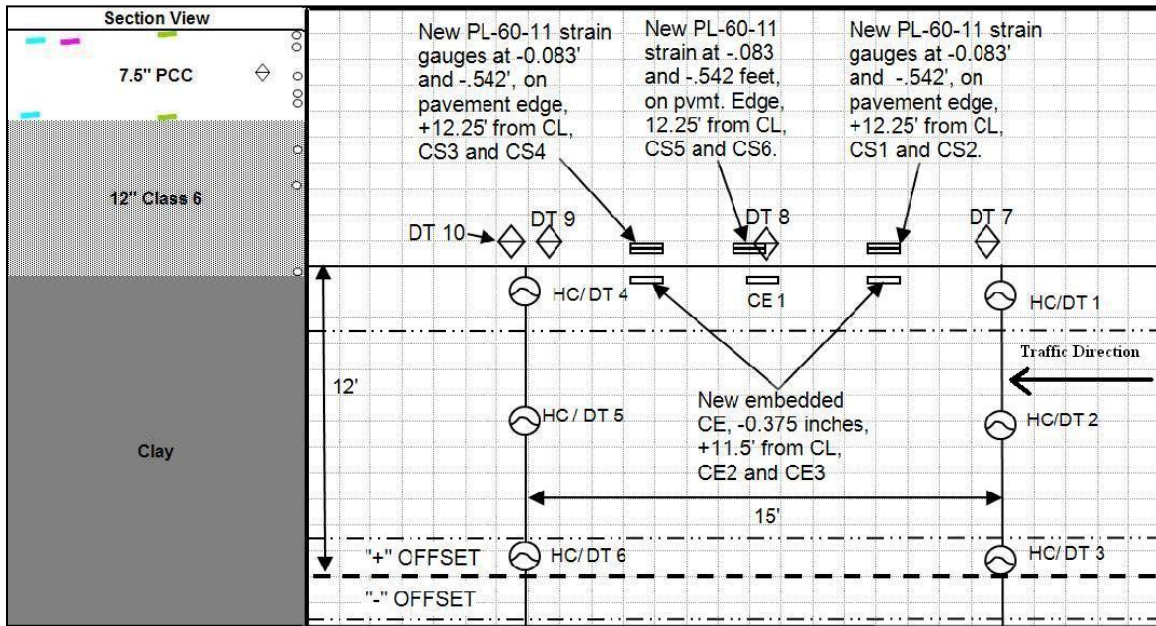 Section View
7.5" PCC
12" Class 6
Clay
New PL-60-11 strain
gauges at -0.083'
and -.542', on
pavement edge,
+12.25' from CL,
CS3 and CS4
New PL-60-11
strain at -.083
and -.542 feet,
on pvmt. Edge,
12.25' from CL,
CS5 and CS6.
New PL-60-11 strain
gauges at -0.083'
and -.542', on
pavement edge,
+12.25' from CL,
CS1 and CS2.
DT 10
DT 9
DT 8
DT 7
HC/DT 4
CE 1
HC/DT 1
Traffic Direction
12'
HC / DT 5
New embedded
CE, -0.375 inches,
+11.5' from CL,
CE2 and CE3
HC/DT 2
15'
"+" OFFSET
HC/DT 6
HC/DT 3
"-" OFFSET